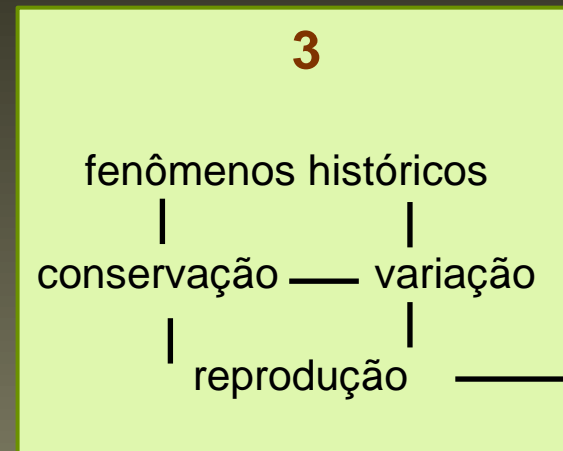 3
fenômenos históricos
conservação variação
reprodução